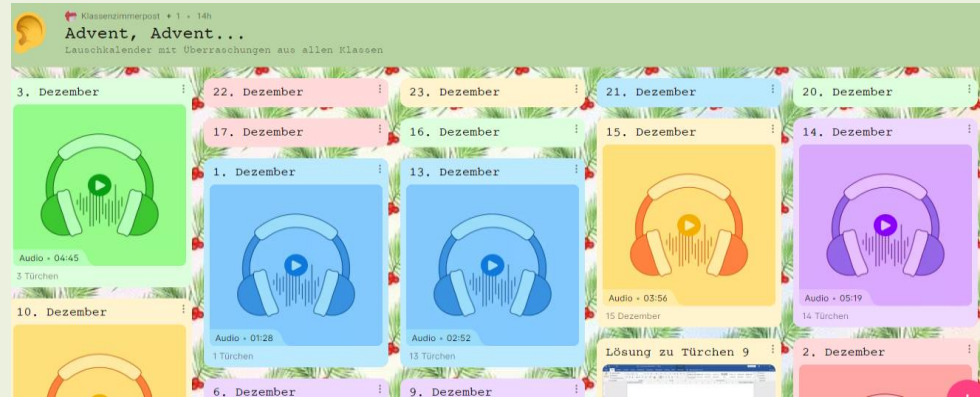 Klassenzimmerpost + 1 • 14h
Advent, Advent...
Lauschkalender mit Überraschungen aus allen Klassen
3. Dezember
Audio • 04:45
3 Türchen
10. Dezember
22. Dezember
17. Dezember
1. Dezember
Audio • 01:28
1 Türchen
6. Dezember
23. Dezember
16. Dezember
13. Dezember
Audio • 02:52
13 Türchen
9. Dezember
21. Dezember
15. Dezember
Audio • 03:56
15 Dezember
Lösung zu Türchen 9
20. Dezember
14. Dezember
Audio • 05:19
14 Türchen
2. Dezember